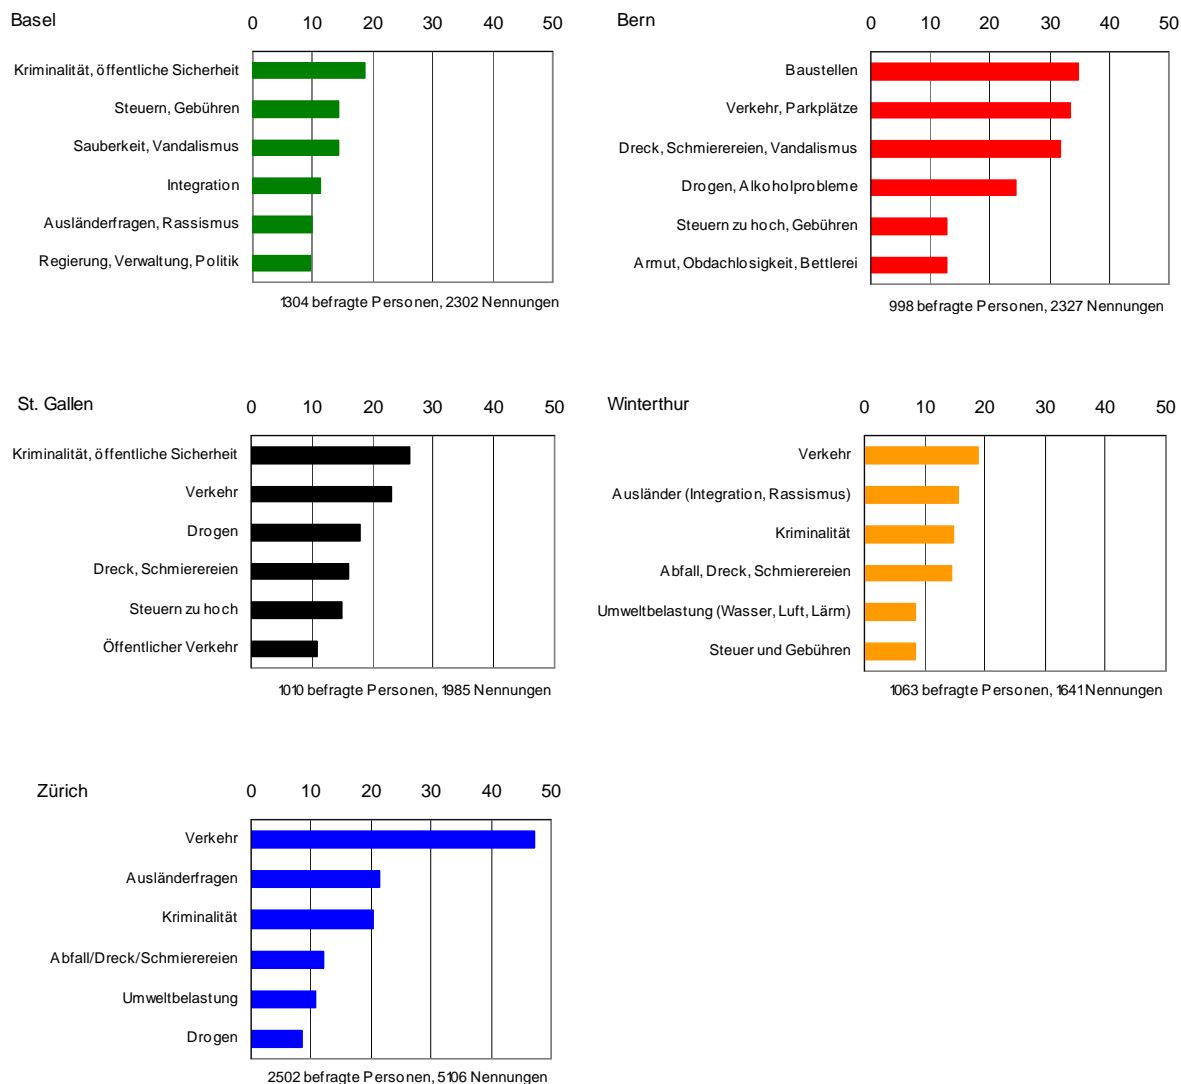 Basel
0 10 20 30 40 50
Kriminalität, öffentliche Sicherheit
Steuern, Gebühren
Sauberkeit, Vandalismus
Integration
Ausländerfragen, Rassismus
Regierung, Verwaltung, Politik
1304 befragte Personen, 2302 Nennungen
Bern
0 10 20 30 40 50
Baustellen
Verkehr, Parkplätze
Dreck, Schmierereien, Vandalismus
Drogen, Alkoholprobleme
Steuern zu hoch, Gebühren
Armut, Obdachlosigkeit, Bettlerei
998 befragte Personen, 2327 Nennungen
St. Gallen
0 10 20 30 40 50
Kriminalität, öffentliche Sicherheit
Verkehr
Drogen
Dreck, Schmierereien
Steuern zu hoch
Öffentlicher Verkehr
1010 befragte Personen, 1985 Nennungen
Winterthur
0 10 20 30 40 50
Verkehr
Ausländer (Integration, Rassismus)
Kriminalität
Abfall, Dreck, Schmierereien
Umweltbelastung (Wasser, Luft, Lärm)
Steuer und Gebühren
1063 befragte Personen, 1641 Nennungen
Zürich
0 10 20 30 40 50
Verkehr
Ausländerfragen
Kriminalität
Abfall/Dreck/Schmierereien
Umweltbelastung
Drogen
2502 befragte Personen, 5106 Nennungen